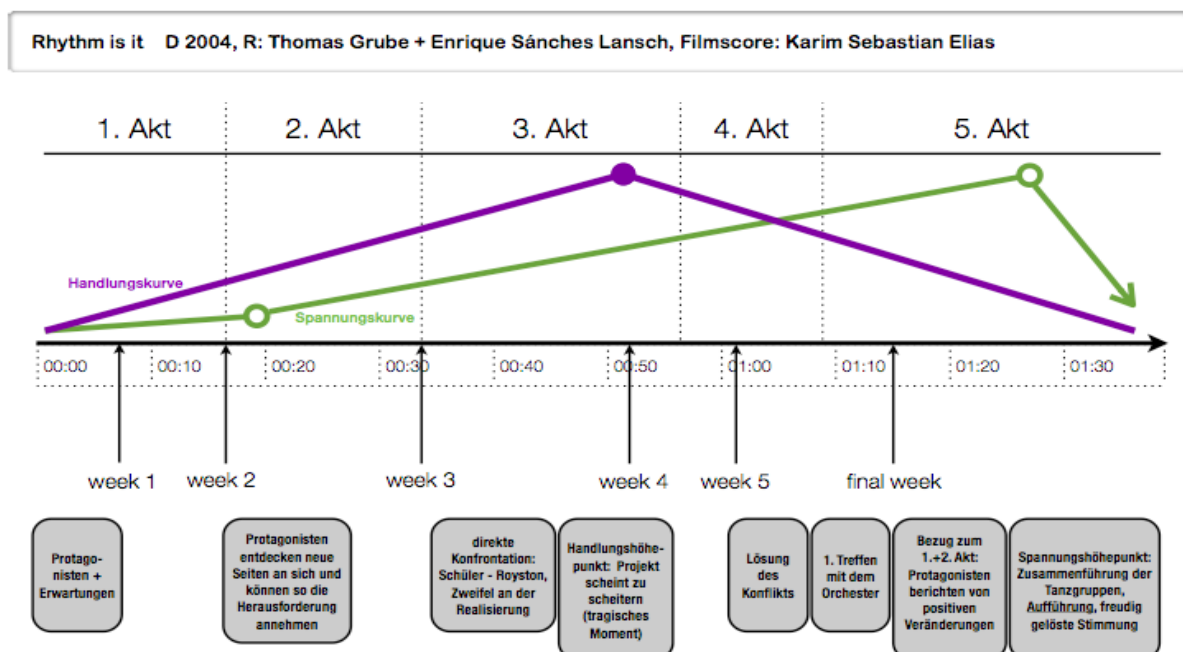 Rhythm is it D 2004, R: Thomas Grube + Enrique Sánches Lansch, Filmscore: Karim Sebastian Elias
1. Akt
2. Akt
3. Akt
4. Akt
5. Akt
Handlungskurve
Spannungskurve
00:00
00:10
00:20
00:30
00:40
00:50
01:00
01:10
01:20
01:30
week 1
week 2
week 3
week 4
week 5
final week
Protago-
nisten +
Erwartungen
Protagonisten
entdecken neue
Seiten an sich und
können so die
Herausforderung
annehmen
direkte
Konfrontation:
Schüler - Royston,
Zweifel an der
Realisierung
Handlungshöhe-
punkt: Projekt
scheint zu
scheitern
(tragisches
Moment)
Lösung
des
Konflikts
1. Treffen
mit dem
Orchester
Bezug zum
1.+2. Akt:
Protagonisten
berichten von
positiven
Veränderungen
Spannungshöhepunkt:
Zusammenführung der
Tanzgruppen,
Aufführung, freudig
gelöste Stimmung